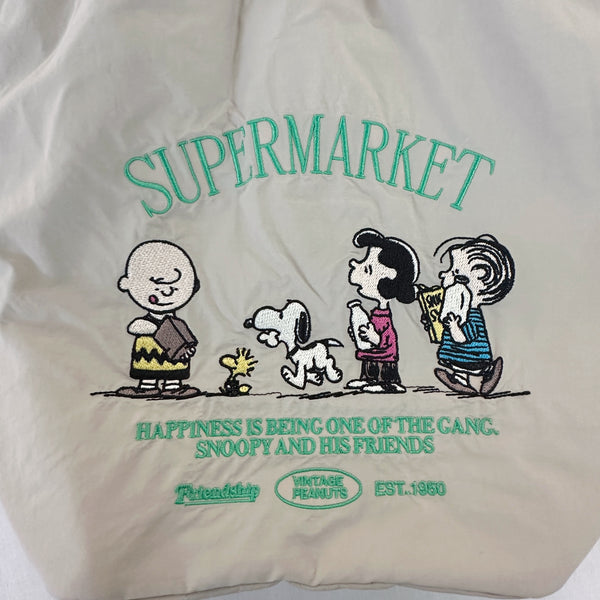 SUPERMARKET
HAPPINESS IS BEING ONE OF THE GANG.
SNOOPY AND HIS FRIENDS
Friendship
VINTAGE
PEANUTS
EST..1950